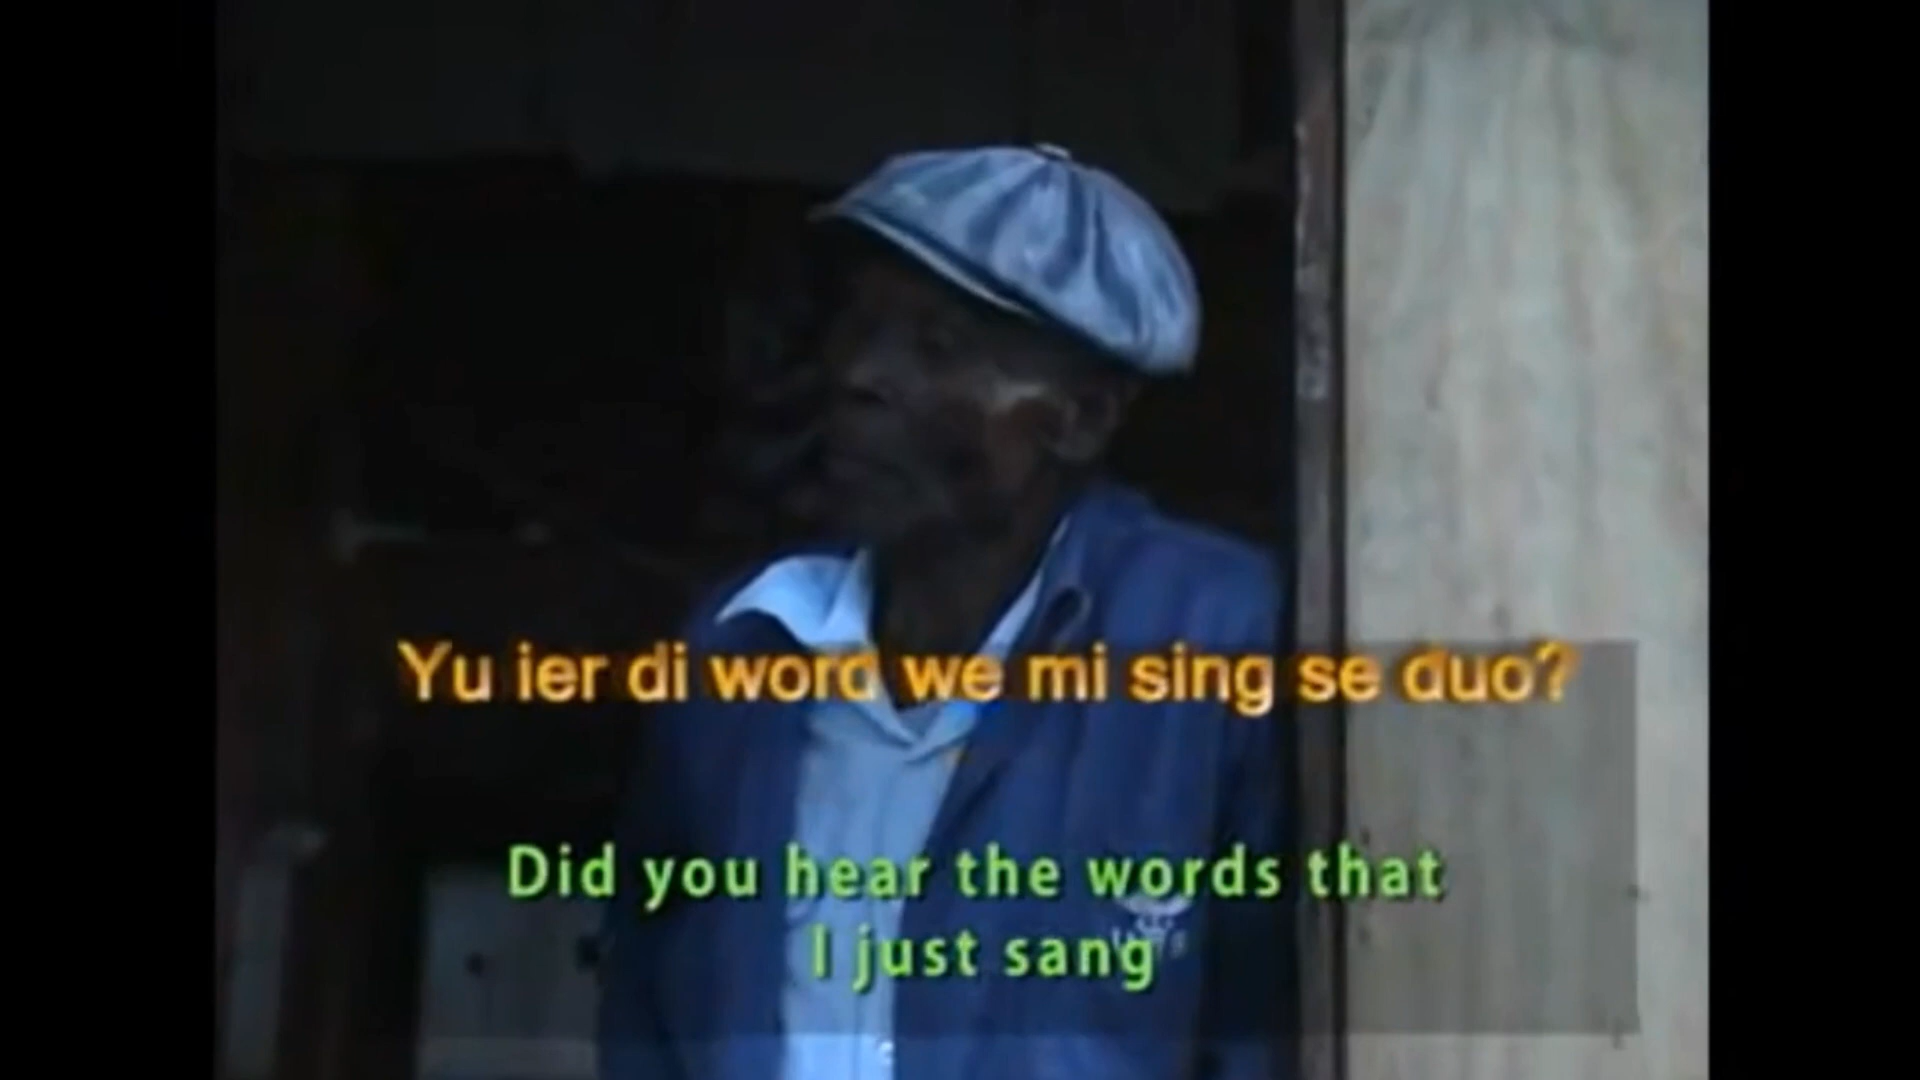 Yu ier di word we mi sing se duo?
Did you hear the words that
I just sang